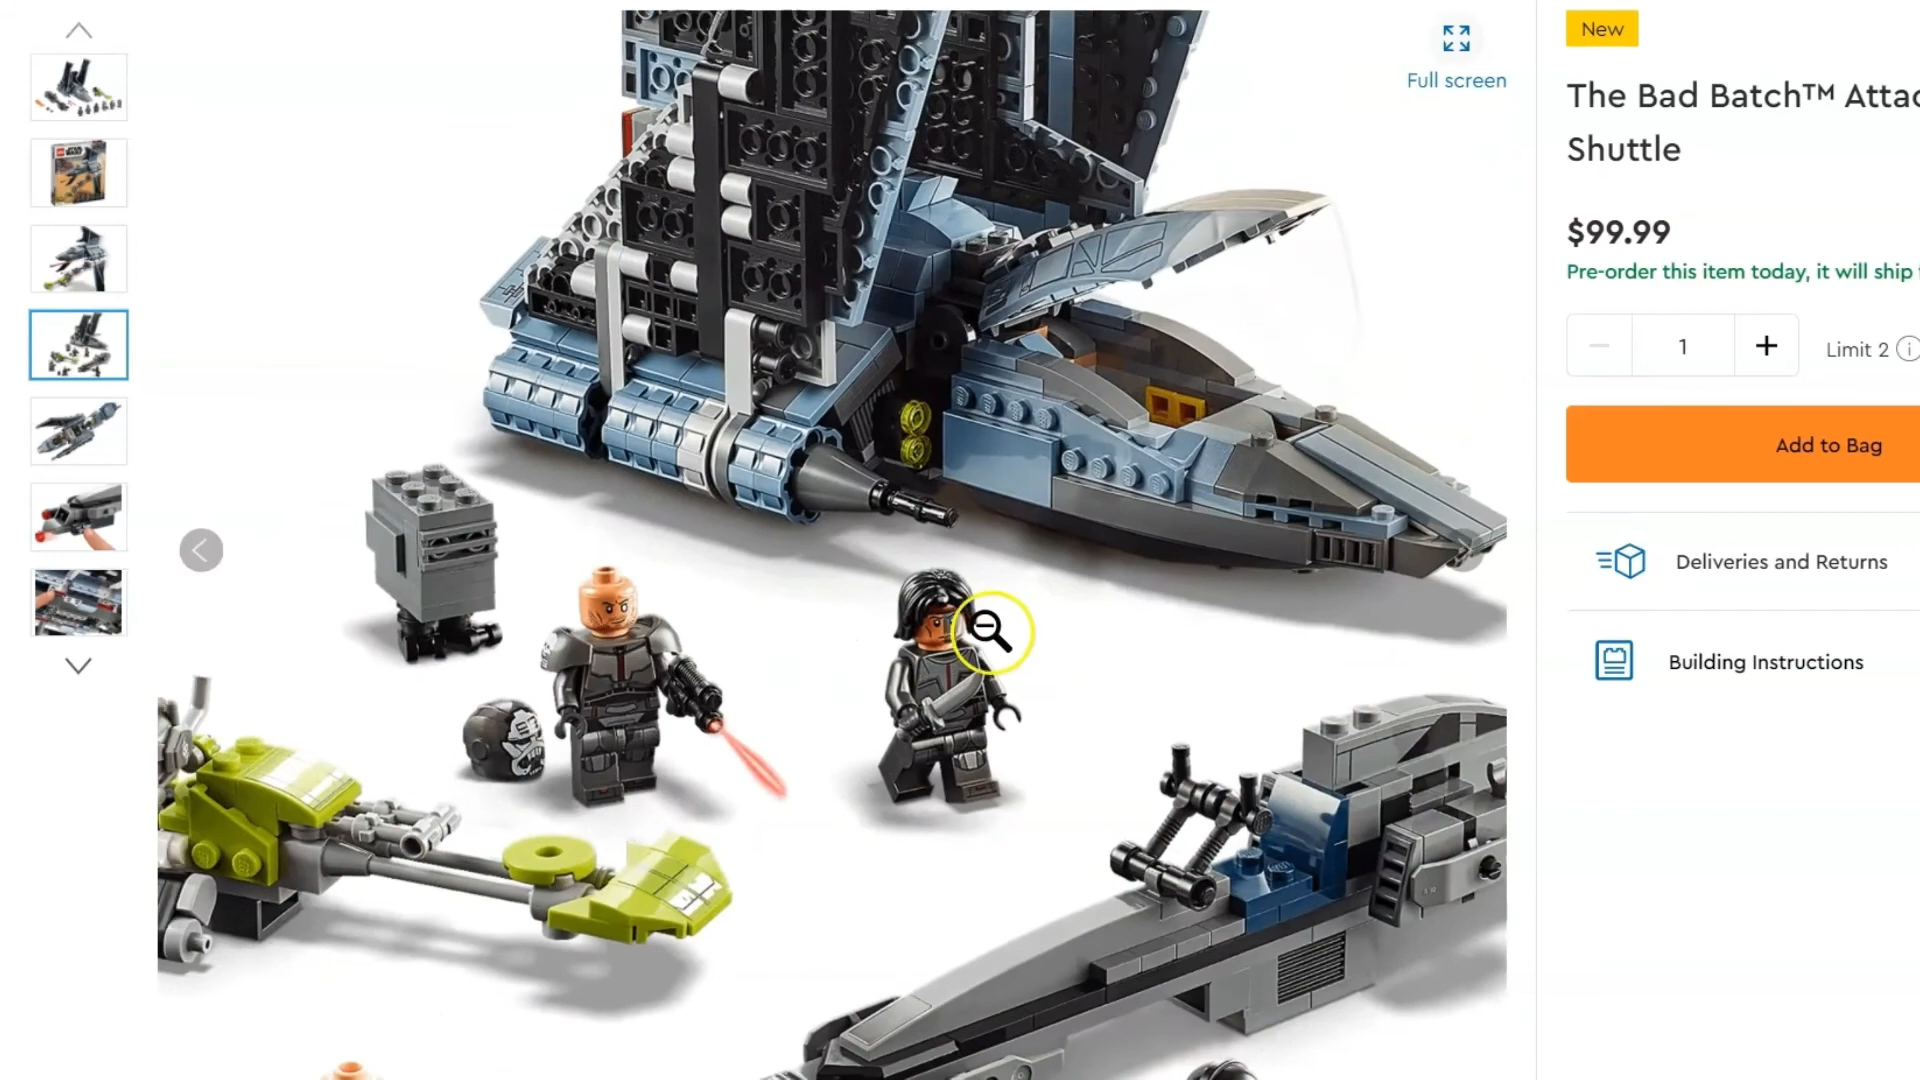 Full screen
New
The Bad Batch™ Attac
Shuttle
$99.99
Pre-order this item today, it will ship
1
Limit 2
Add to Bag
Deliveries and Returns
Building Instructions